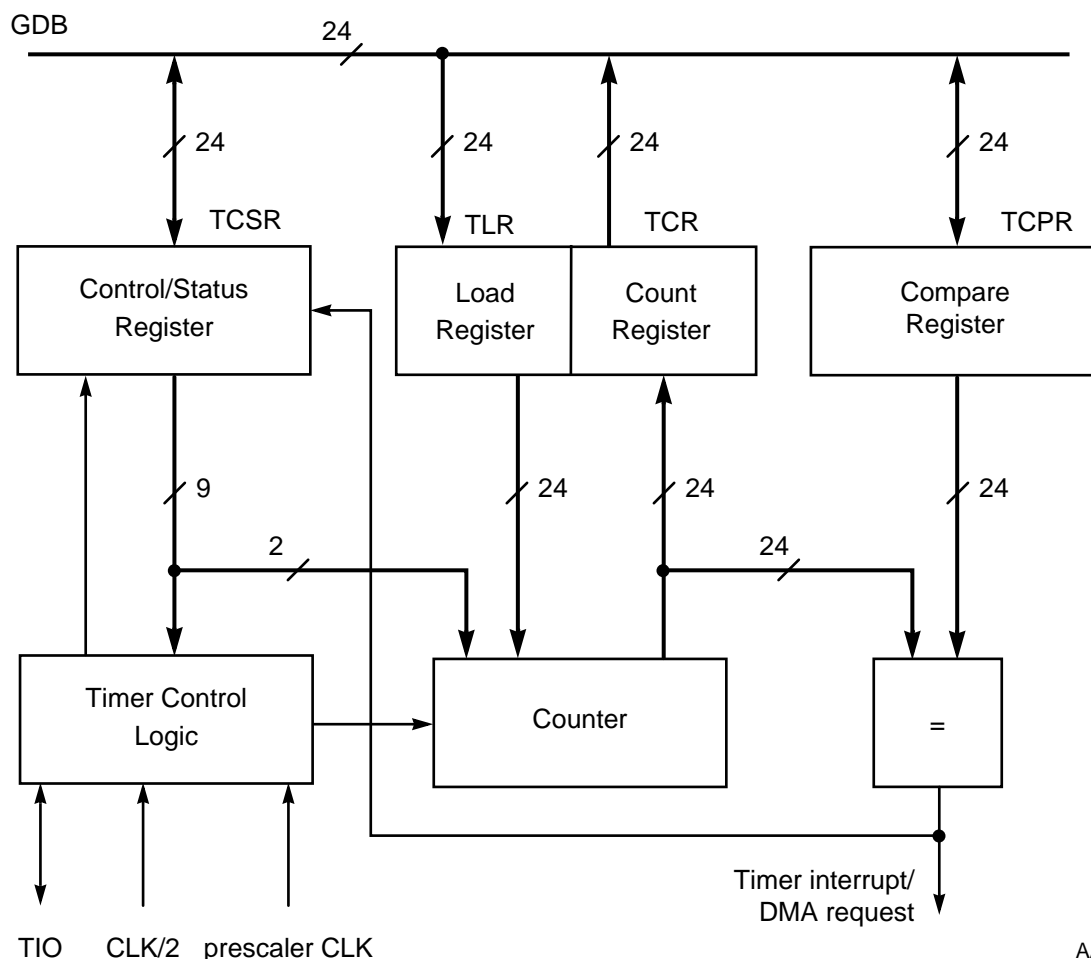 GDB
24
24
24
24
24
TCSR
TLR
TCR
TCPR
Control/Status
Register
Load
Register
Count
Register
Compare
Register
9
24
24
24
2
24
Timer Control
Logic
Counter
=
Timer interrupt/
DMA request
TIO
CLK/2
prescaler CLK
A